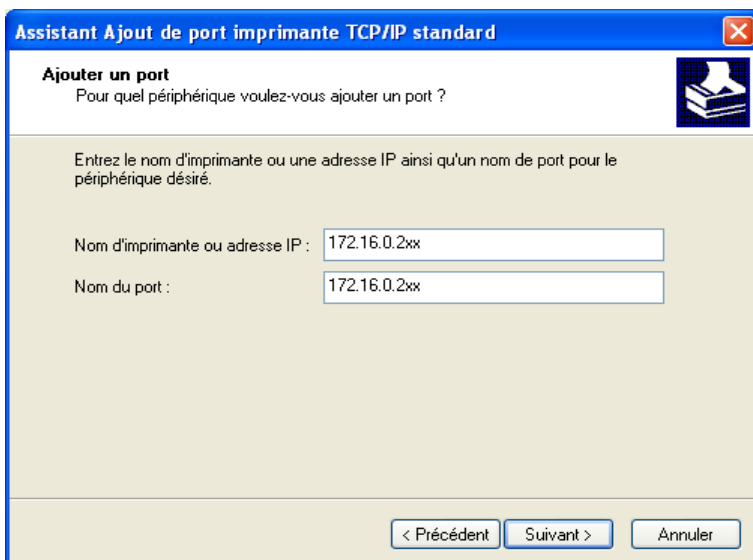 Assistant Ajout de port imprimante TCP/IP standard
Ajouter un port
Pour quel périphérique voulez-vous ajouter un port ?
Entrez le nom d'imprimante ou une adresse IP ainsi qu'un nom de port pour le
périphérique désiré.
Nom d'imprimante ou adresse IP : 172.16.0.2xx
Nom du port : 172.16.0.2xx
< Précédent Suivant > Annuler